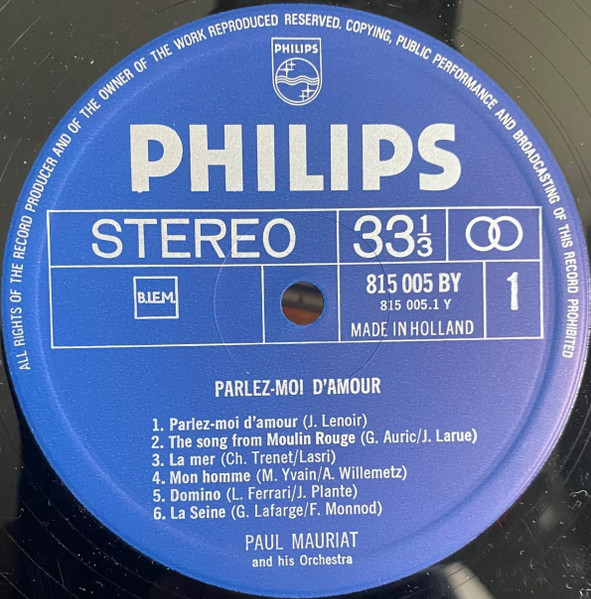 ALL RIGHTS OF THE RECORD PRODUCER AND OF THE OWNER OF THE WORK REPRODUCED RESERVED, COPYING, PUBLIC PERFORMANCE AND BROADCASTING OF THIS RECORD PROHIBITED
PHILIPS
PHILIPS
STEREO 33 1/3
B.I.E.M. 815 005 BY 1
815 005.1 Y
MADE IN HOLLAND
PARLEZ-MOI D'AMOUR
1. Parlez-moi d'amour (J. Lenoir)
2. The song from Moulin Rouge (G. Auric/J. Larue)
3. La mer (Ch. Trenet/Lasri)
4. Mon homme (M. Yvain/A. Willemetz)
5. Domino (L. Ferrari/J. Plante)
6. La Seine (G. Lafarge/F. Monnod)
PAUL MAURIAT
and his Orchestra